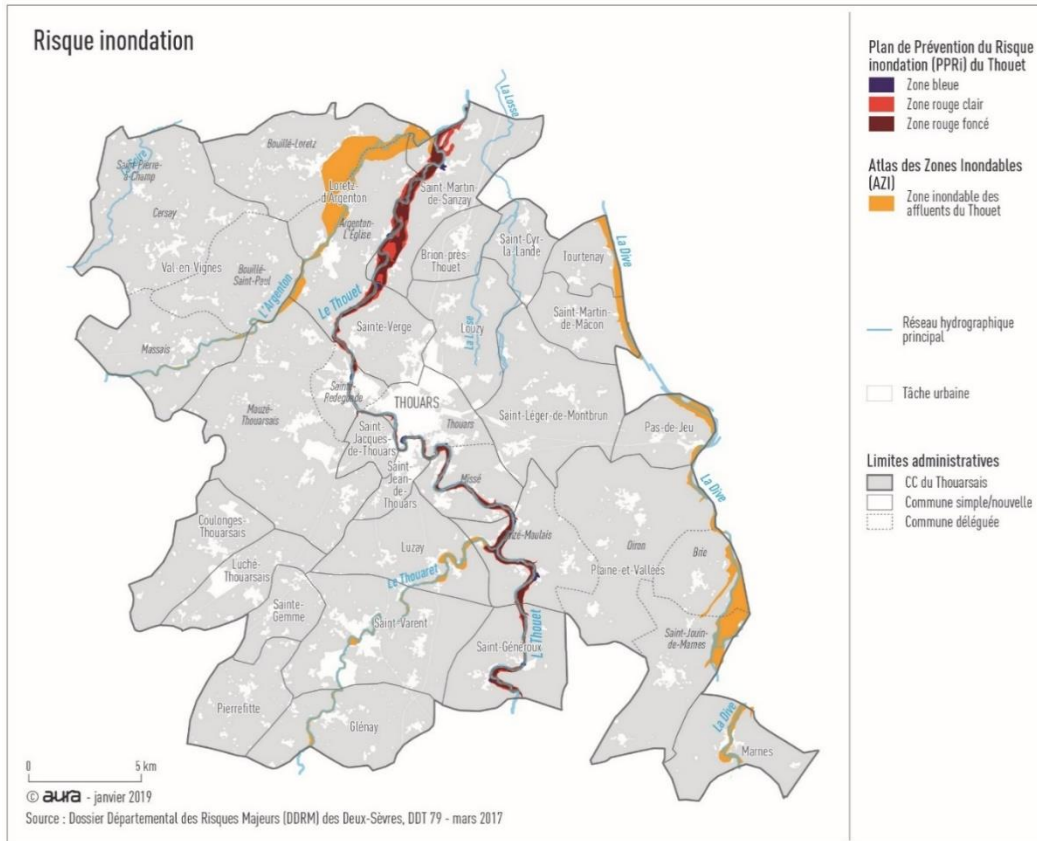 Risque inondation
La Losse
L'Argenton
Bouillé-Loretz
Saint-Pierre-
à-Champ
Loretz-
d'Argenton
Saint-Martin-
de-Sanzay
Cersay
Argenton-
L'Église
Val-en-Vignes
Bouillé-
Saint-Paul
Brion-près-
Thouet
Saint-Cyr-
la-Lande
Tourtenay
La Dive
Le Thouet
Saint-Martin-
de-Mâcon
Sainte-Verge
Louzy
La Losse
Massais
Sainte-
Radegonde
THOUARS
Mauzé-
Thouarsais
Thouars
Saint-Léger-de-Montbrun
Pas-de-Jeu
Saint-
Jacques-
de-Thouars
Saint-
Jean-
de-
Thouars
Missé
La Dive
Coulonges-
Thouarsais
Luzay
Oiron
Brie
Luché-
Thouarsais
Le Thouaret
Plaine-et-Vallées
Sainte-
Gemme
Saint-Varent
Saint-Jouin-
de-Marnes
Saint-Généroux
Le Thouet
Pierrefitte
Glénay
La Dive
Marnes
0 5 km
© aura - janvier 2019
Source : Dossier Départemental des Risques Majeurs (DDRM) des Deux-Sèvres, DDT 79 - mars 2017
Plan de Prévention du Risque
inondation (PPRi) du Thouet
Zone bleue
Zone rouge clair
Zone rouge foncé
Atlas des Zones Inondables
(AZI)
Zone inondable des
affluents du Thouet
Réseau hydrographique
principal
Tâche urbaine
Limites administratives
CC du Thouarsais
Commune simple/nouvelle
Commune déléguée